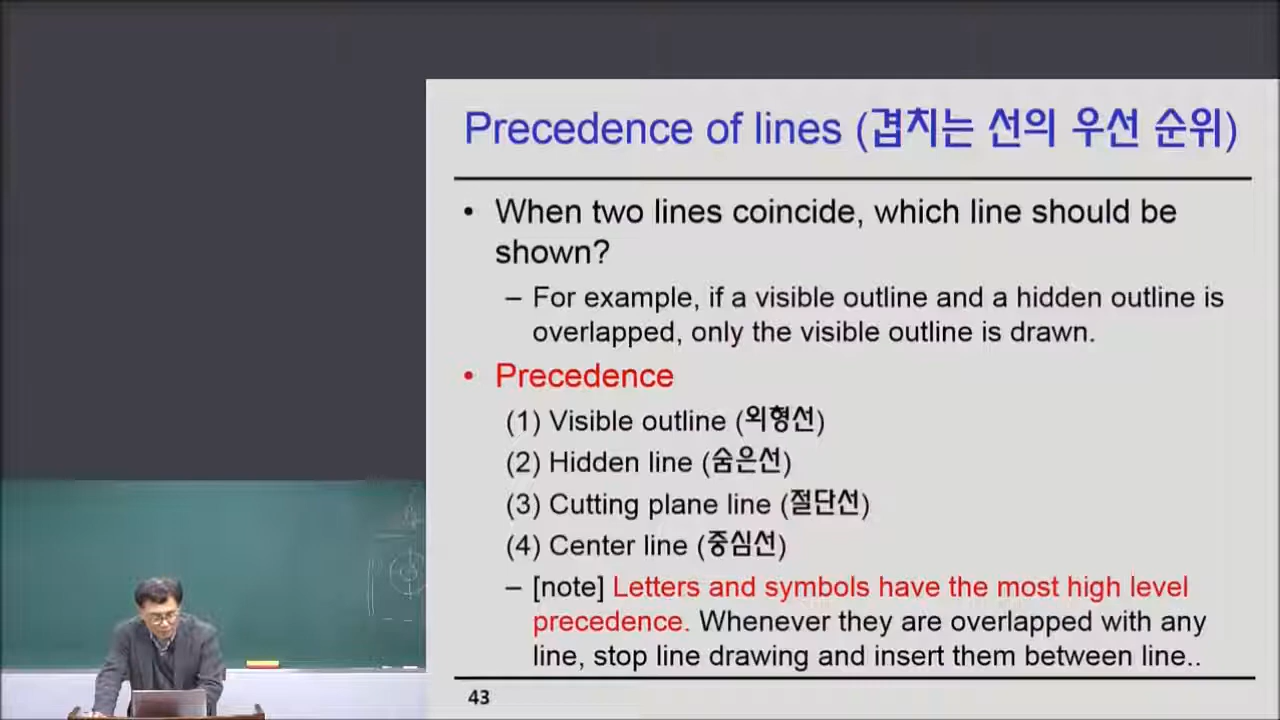 Precedence of lines (겹치는 선의 우선 순위)
• When two lines coincide, which line should be
shown?
– For example, if a visible outline and a hidden outline is
overlapped, only the visible outline is drawn.
• Precedence
(1) Visible outline (외형선)
(2) Hidden line (숨은선)
(3) Cutting plane line (절단선)
(4) Center line (중심선)
– [note] Letters and symbols have the most high level
precedence. Whenever they are overlapped with any
line, stop line drawing and insert them between line..
43